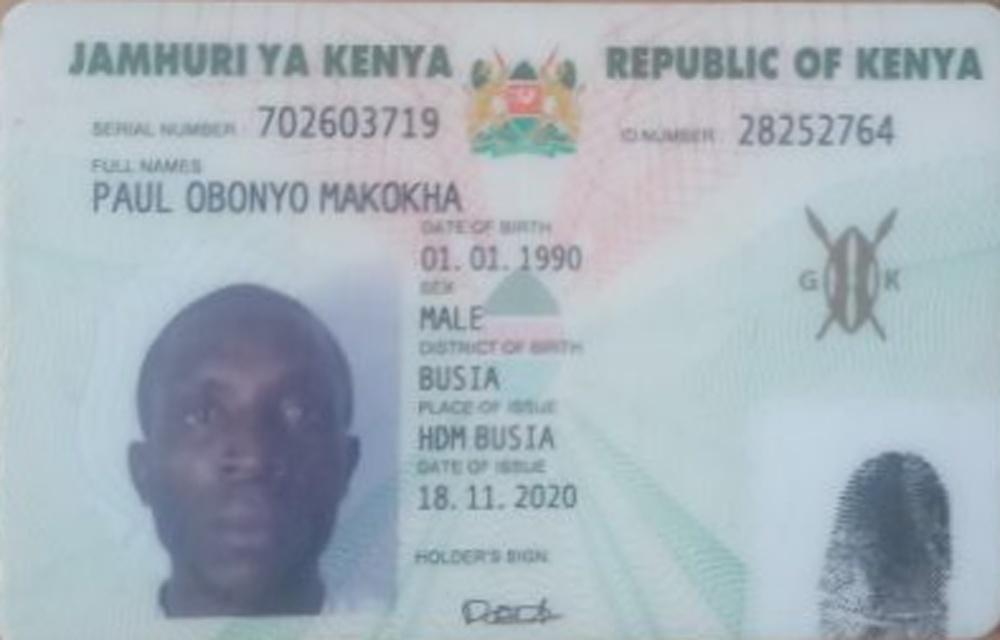 JAMHURI YA KENYA REPUBLIC OF KENYA
SERIAL NUMBER: 702603719 ID NUMBER: 28252764
FULL NAMES
PAUL OBONYO MAKOKHA
DATE OF BIRTH
01. 01. 1990
SEX
MALE
G K
DISTRICT OF BIRTH
BUSIA
PLACE OF ISSUE
HDM BUSIA
DATE OF ISSUE
18. 11. 2020
HOLDER'S SIGN.